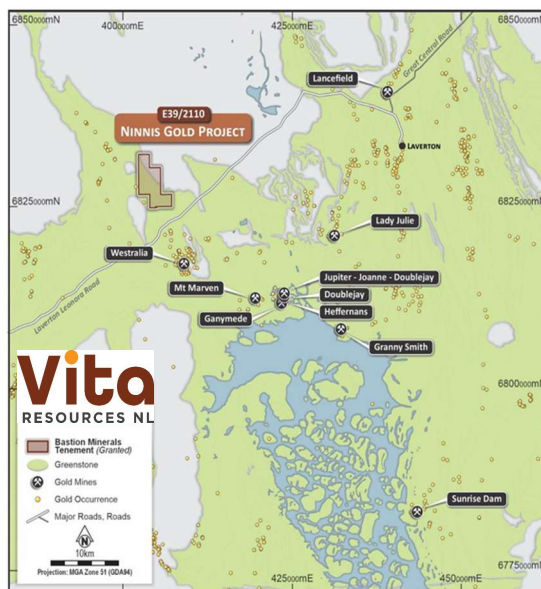 6850000mN
400000mE
425000mE
6850000mN
Lancefield
Great Central Road
E39/2110
NINNIS GOLD PROJECT
LAVERTON
6825000mN
Lady Julie
Westralia
Jupiter - Joanne - Doublejay
Mt Marven
Doublejay
Ganymede
Heffernans
Granny Smith
Laverton Leonora Road
Vita
RESOURCES NL
6800000mN
Bastion Minerals
Tenement (Granted)
Greenstone
Gold Mines
Gold Occurrence
Major Roads, Roads
N
10km
Projection: MGA Zone 51 (GDA94)
Sunrise Dam
6775000mN
425000mE
450000mE